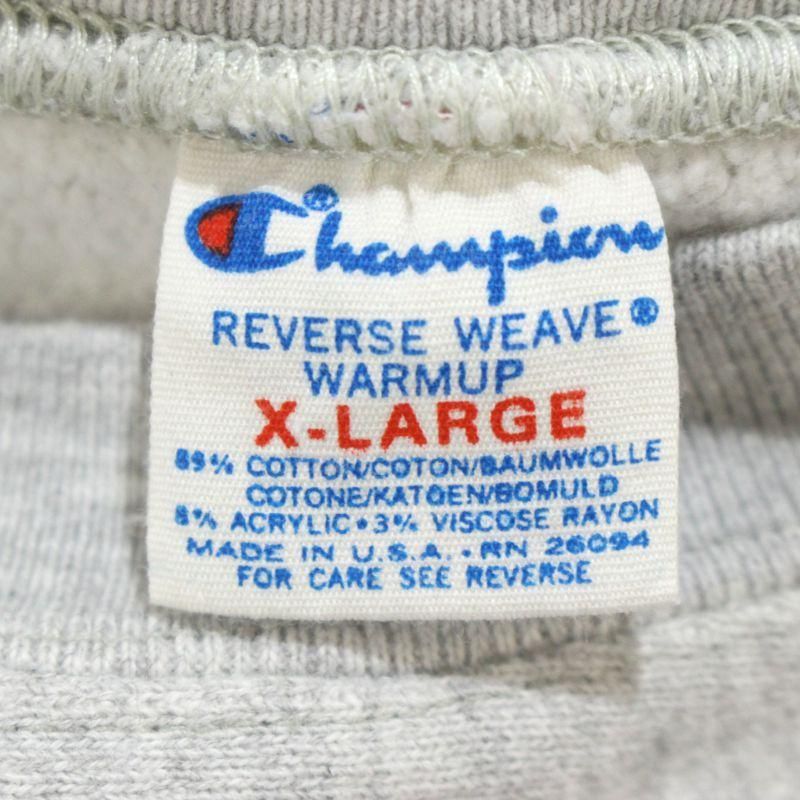 Champion®
REVERSE WEAVE®
WARMUP
X-LARGE
89% COTTON/COTON/BAUMWOLLE
COTONE/KATOEN/BOMULD
8% ACRYLIC • 3% VISCOSE RAYON
MADE IN U.S.A. • RN 26094
FOR CARE SEE REVERSE